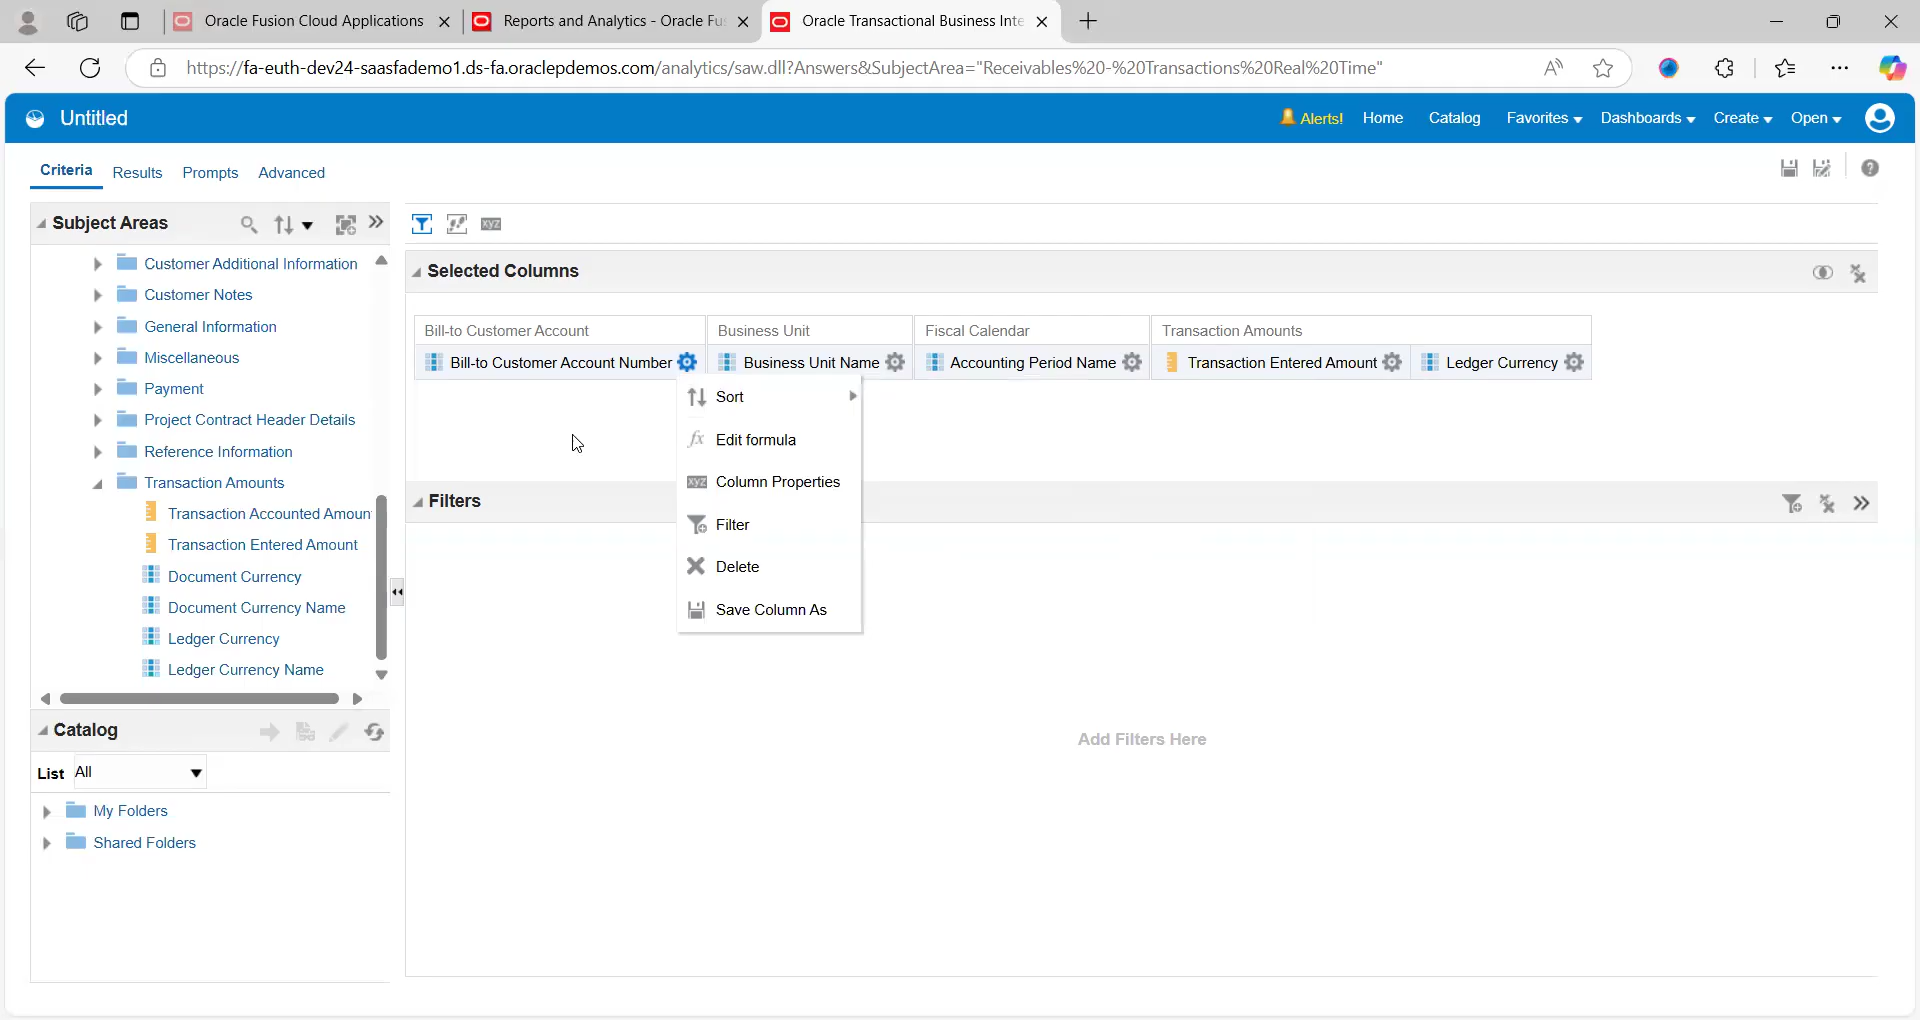 Oracle Fusion Cloud Applications
Reports and Analytics - Oracle Fu
Oracle Transactional Business Inte
https://fa-euth-dev24-saasfademo1.ds-fa.oraclepdemos.com/analytics/saw.dll?Answers&SubjectArea="Receivables%20-%20Transactions%20Real%20Time"
Untitled
Alerts! Home Catalog Favorites Dashboards Create Open
Criteria Results Prompts Advanced
Subject Areas
Customer Additional Information
Customer Notes
General Information
Miscellaneous
Payment
Project Contract Header Details
Reference Information
Transaction Amounts
Transaction Accounted Amoun
Transaction Entered Amount
Document Currency
Document Currency Name
Ledger Currency
Ledger Currency Name
Catalog
List All
My Folders
Shared Folders
xyz
Selected Columns
Bill-to Customer Account Business Unit Fiscal Calendar Transaction Amounts
Bill-to Customer Account Number Business Unit Name Accounting Period Name Transaction Entered Amount Ledger Currency
Sort
fx Edit formula
xyz Column Properties
Filter
Delete
Save Column As
Filters
Add Filters Here